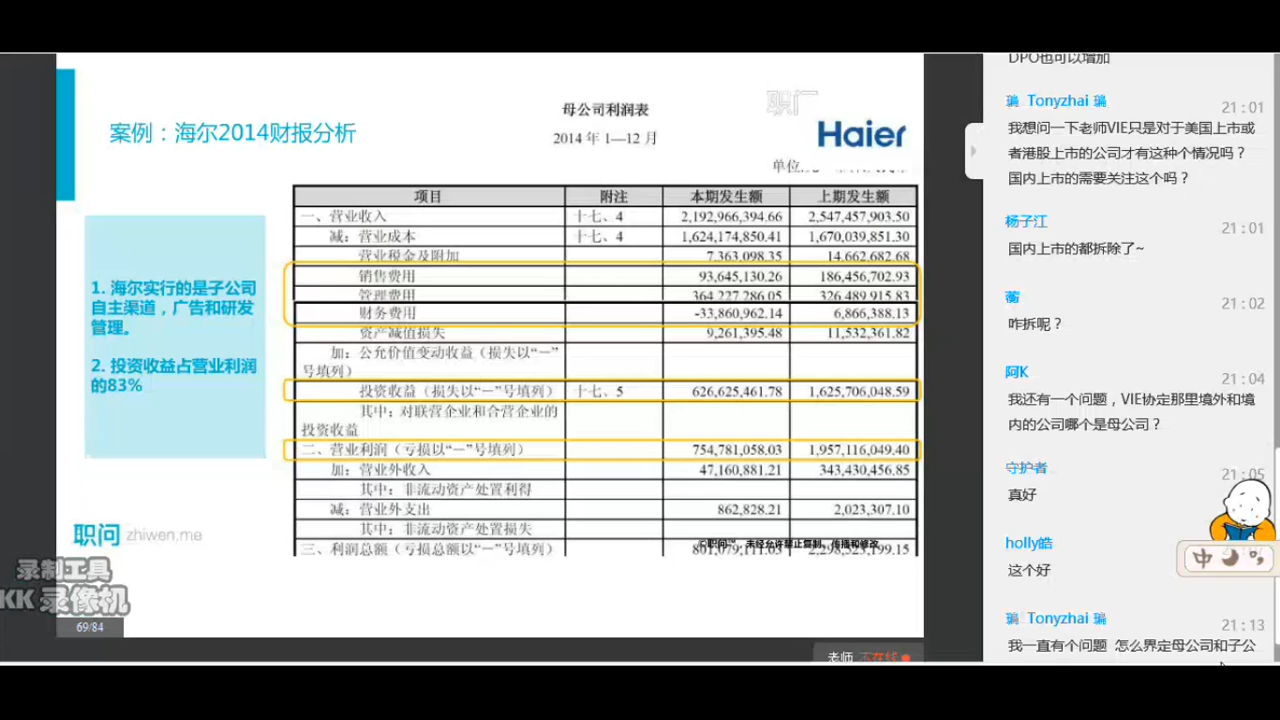 案例：海尔2014财报分析
1. 海尔实行的是子公司
自主渠道，广告和研发
管理。
2. 投资收益占营业利润
的83%
职问 zhiwen.me
录制工具
KK 录像机
69/84
母公司利润表
2014 年 1—12 月
Haier
项目 附注 本期发生额 上期发生额
一、营业收入 十七、4 2,192,966,394.66 2,547,457,903.50
减：营业成本 十七、4 1,624,174,850.41 1,670,039,851.30
营业税金及附加 7,363,098.35 14,662,682.68
销售费用 93,645,130.26 186,456,702.93
管理费用 364,227,286.05 326,489,915.83
财务费用 -33,860,962.14 6,866,388.13
资产减值损失 9,261,395.48 11,532,361.82
加：公允价值变动收益（损失以“－”
号填列）
投资收益（损失以“－”号填列） 十七、5 626,625,461.78 1,625,706,048.59
其中：对联营企业和合营企业的
投资收益
二、营业利润（亏损以“－”号填列） 754,781,058.03 1,957,116,049.40
加：营业外收入 47,160,881.21 343,430,456.85
其中：非流动资产处置利得
减：营业外支出 862,828.21 2,023,307.10
其中：非流动资产处置损失
三、利润总额（亏损总额以“－”号填列）
未经允许禁止复制、传播和修改
老师 不在线
DPO也可以增加
Tonyzhai 21:01
我想问一下老师VIE只是对于美国上市或
者港股上市的公司才有这种个情况吗？
国内上市的需要关注这个吗？
杨子江 21:01
国内上市的都拆除了~
蘅 21:02
咋拆呢？
阿K 21:04
我还有一个问题，VIE协定那里境外和境
内的公司哪个是母公司？
守护者 21:05
真好
holly皓
这个好
Tonyzhai 21:13
我一直有个问题 怎么界定母公司和子公
中